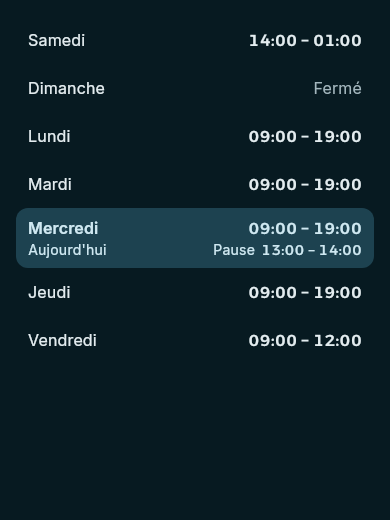 Samedi 14:00 – 01:00
Dimanche Fermé
Lundi 09:00 – 19:00
Mardi 09:00 – 19:00
Mercredi 09:00 – 19:00
Aujourd'hui Pause 13:00 – 14:00
Jeudi 09:00 – 19:00
Vendredi 09:00 – 12:00